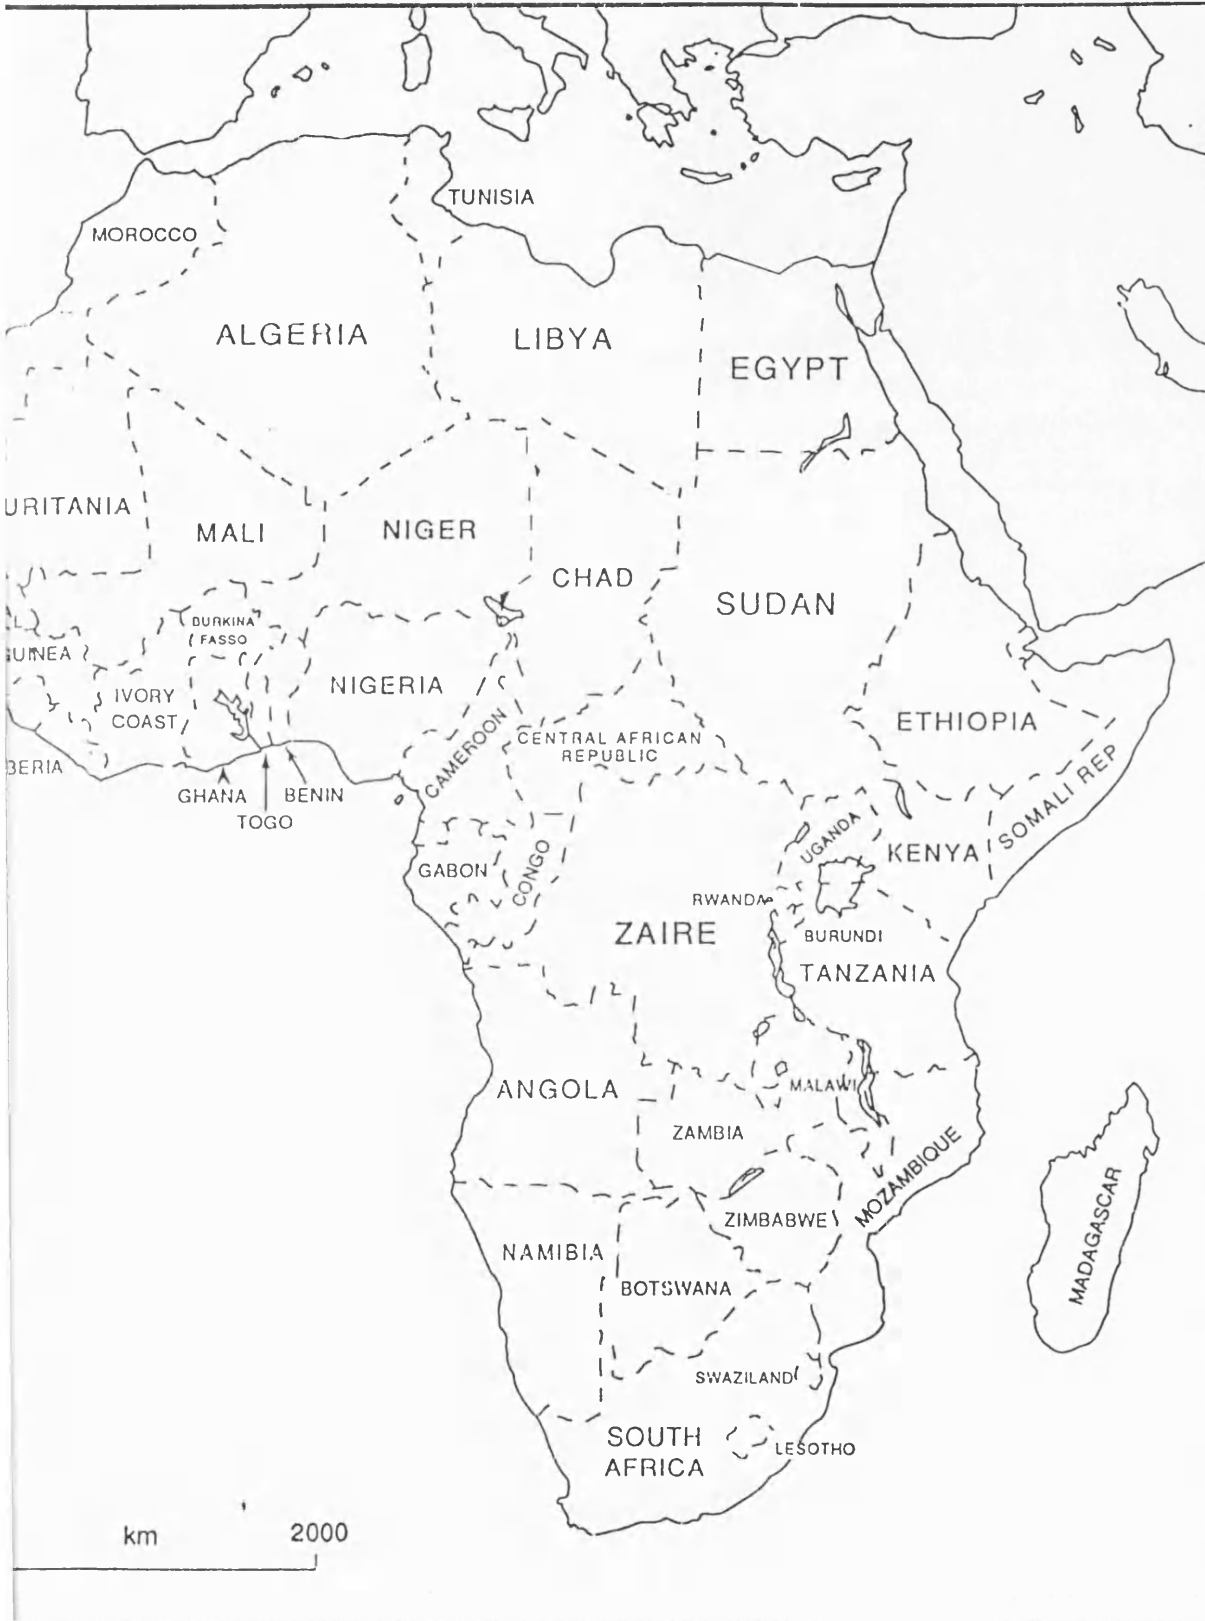 TUNISIA
MOROCCO
ALGERIA
LIBYA
EGYPT
URITANIA
MALI
NIGER
CHAD
SUDAN
BURKINA
FASSO
L
UINEA
NIGERIA
IVORY
COAST
CAMEROON
CENTRAL AFRICAN
REPUBLIC
ETHIOPIA
BERIA
GHANA
BENIN
TOGO
SOMALI REP
UGANDA
KENYA
GABON
CONGO
RWANDA
ZAIRE
BURUNDI
TANZANIA
ANGOLA
MALAWI
ZAMBIA
MOZAMBIQUE
ZIMBABWE
MADAGASCAR
NAMIBIA
BOTSWANA
SWAZILAND
SOUTH
AFRICA
LESOTHO
km 2000